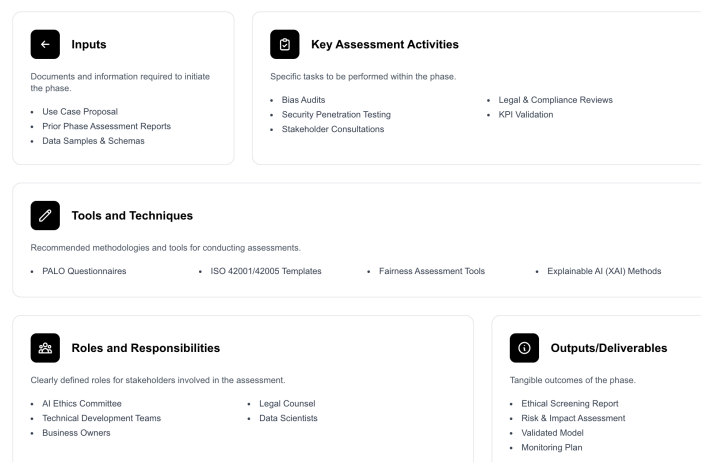 Inputs
Documents and information required to initiate
the phase.
• Use Case Proposal
• Prior Phase Assessment Reports
• Data Samples & Schemas
Key Assessment Activities
Specific tasks to be performed within the phase.
• Bias Audits
• Security Penetration Testing
• Stakeholder Consultations
• Legal & Compliance Reviews
• KPI Validation
Tools and Techniques
Recommended methodologies and tools for conducting assessments.
• PALO Questionnaires
• ISO 42001/42005 Templates
• Fairness Assessment Tools
• Explainable AI (XAI) Methods
Roles and Responsibilities
Clearly defined roles for stakeholders involved in the assessment.
• AI Ethics Committee
• Technical Development Teams
• Business Owners
• Legal Counsel
• Data Scientists
Outputs/Deliverables
Tangible outcomes of the phase.
• Ethical Screening Report
• Risk & Impact Assessment
• Validated Model
• Monitoring Plan